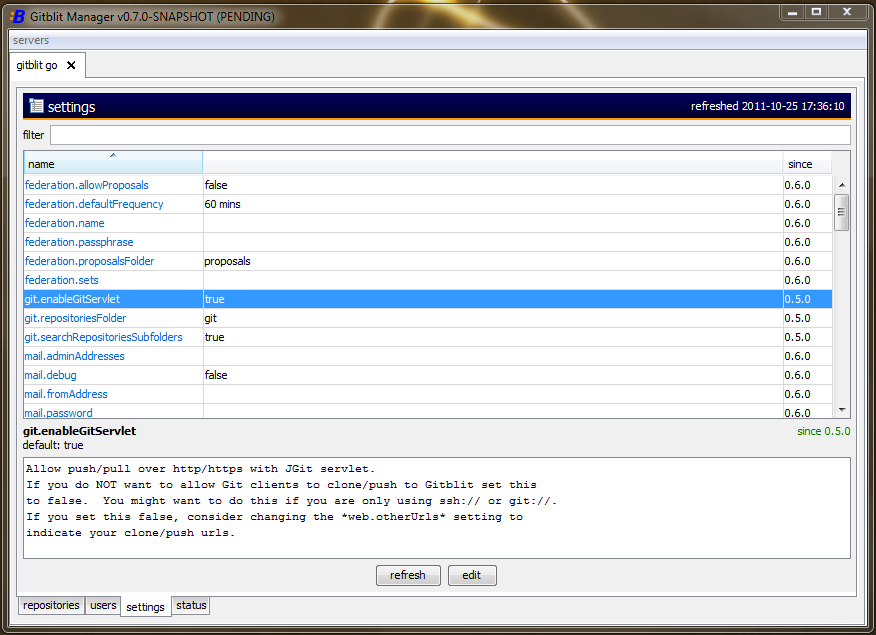 Gitblit Manager v0.7.0-SNAPSHOT (PENDING)
servers
gitblit go
settings refreshed 2011-10-25 17:36:10
filter
name since
federation.allowProposals false 0.6.0
federation.defaultFrequency 60 mins 0.6.0
federation.name 0.6.0
federation.passphrase 0.6.0
federation.proposalsFolder proposals 0.6.0
federation.sets 0.6.0
git.enableGitServlet true 0.5.0
git.repositoriesFolder git 0.5.0
git.searchRepositoriesSubfolders true 0.5.0
mail.adminAddresses 0.6.0
mail.debug false 0.6.0
mail.fromAddress 0.6.0
mail.password 0.6.0
git.enableGitServlet since 0.5.0
default: true
Allow push/pull over http/https with JGit servlet.
If you do NOT want to allow Git clients to clone/push to Gitblit set this
to false.  You might want to do this if you are only using ssh:// or git://.
If you set this false, consider changing the *web.otherUrls* setting to
indicate your clone/push urls.
refresh edit
repositories users settings status